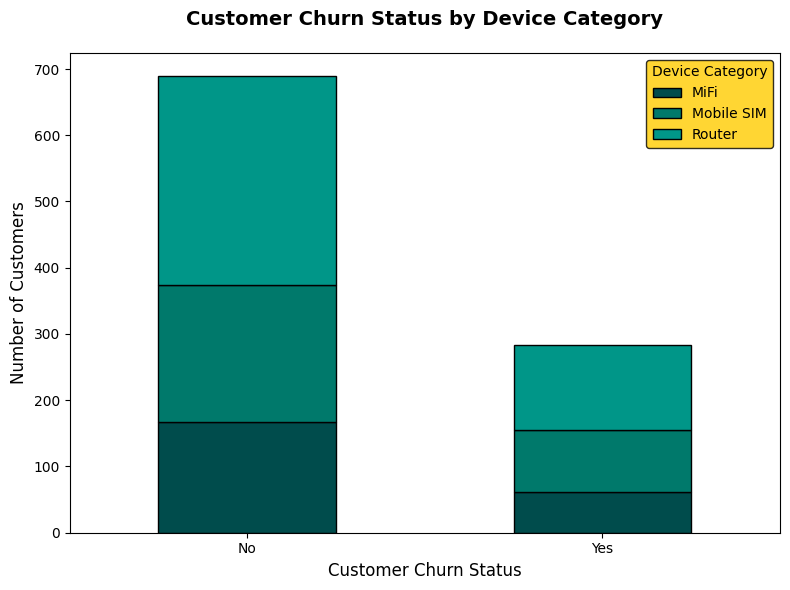 Customer Churn Status by Device Category
Device Category
MiFi
Mobile SIM
Router
Number of Customers
700
600
500
400
300
200
100
0
No
Yes
Customer Churn Status